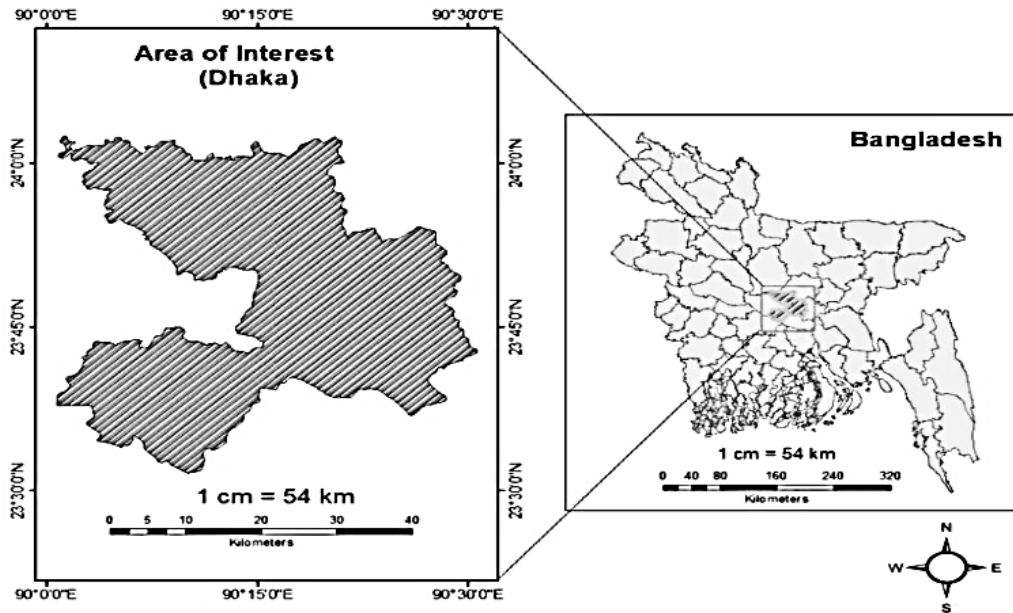 90°0'0"E 90°15'0"E 90°30'0"E
Area of Interest
(Dhaka)
24°0'0"N
23°45'0"N
23°30'0"N
24°0'0"N
23°45'0"N
23°30'0"N
1 cm = 54 km
0 5 10 20 30 40
Kilometers
90°0'0"E 90°15'0"E 90°30'0"E
Bangladesh
1 cm = 54 km
0 40 80 160 240 320
Kilometers
N
W E
S